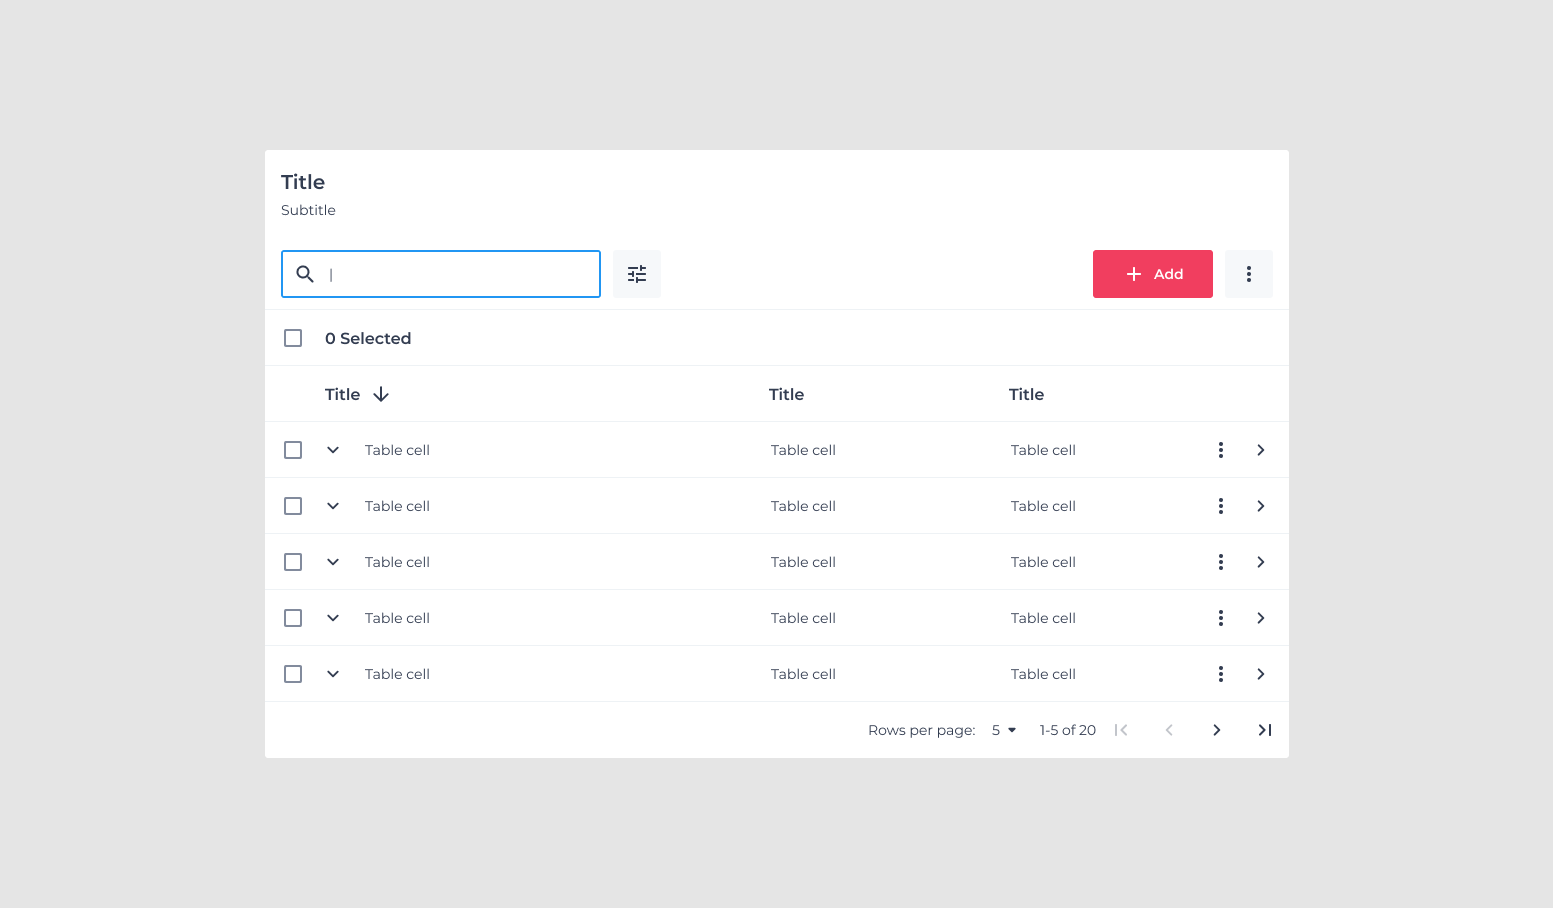 Title
Subtitle
Add
0 Selected
Title Title Title
Table cell Table cell Table cell
Table cell Table cell Table cell
Table cell Table cell Table cell
Table cell Table cell Table cell
Table cell Table cell Table cell
Rows per page: 5 1-5 of 20